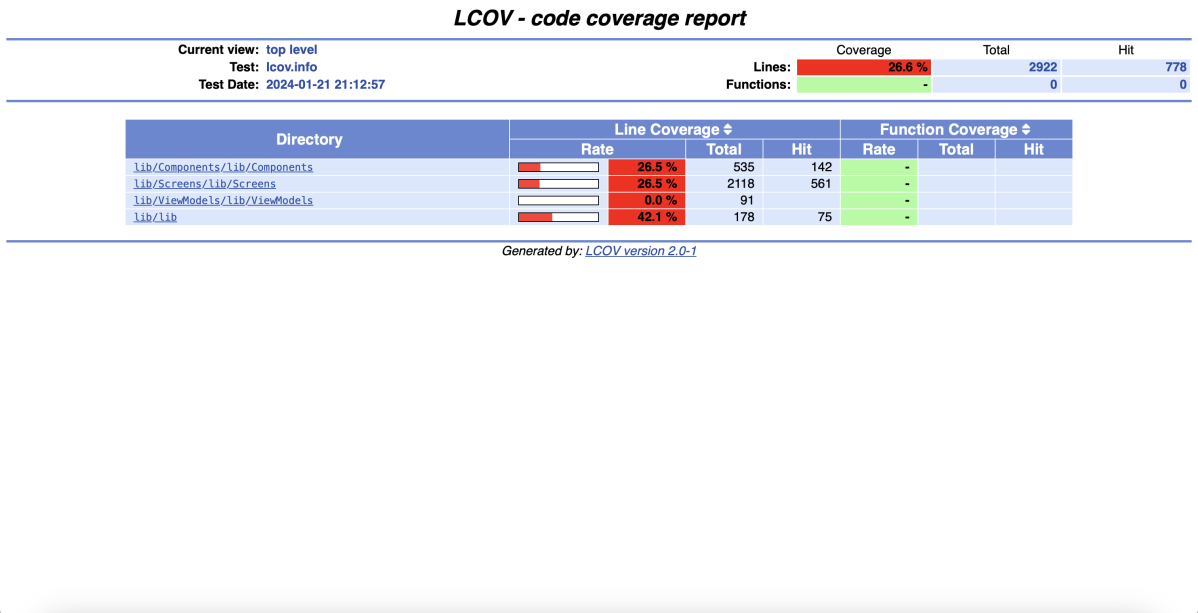 LCOV - code coverage report
Current view: top level Coverage Total Hit
Test: lcov.info Lines: 26.6 % 2922 778
Test Date: 2024-01-21 21:12:57 Functions: - 0 0
Directory Line Coverage Function Coverage
Rate Total Hit Rate Total Hit
lib/Components/lib/Components 26.5 % 535 142 -
lib/Screens/lib/Screens 26.5 % 2118 561 -
lib/ViewModels/lib/ViewModels 0.0 % 91 -
lib/lib 42.1 % 178 75 -
Generated by: LCOV version 2.0-1